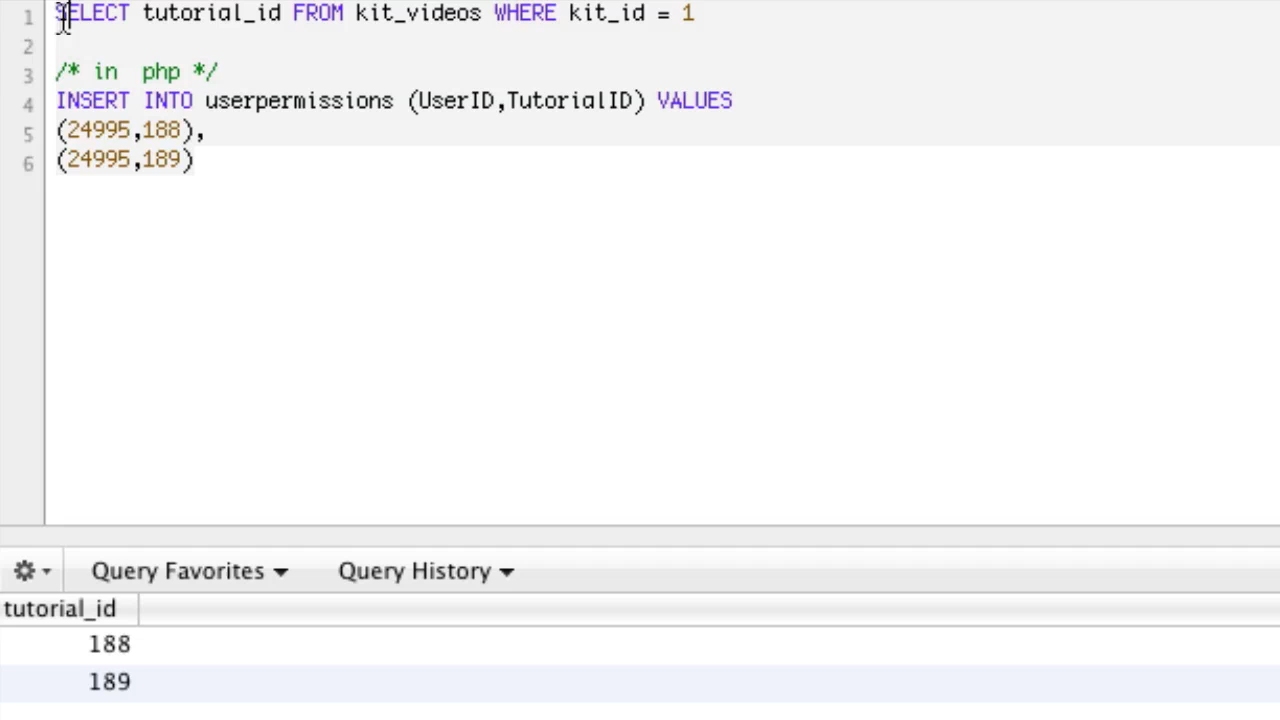 1 SELECT tutorial_id FROM kit_videos WHERE kit_id = 1
2
3 /* in  php */
4 INSERT INTO userpermissions (UserID,TutorialID) VALUES
5 (24995,188),
6 (24995,189)
Query Favorites Query History
tutorial_id
188
189